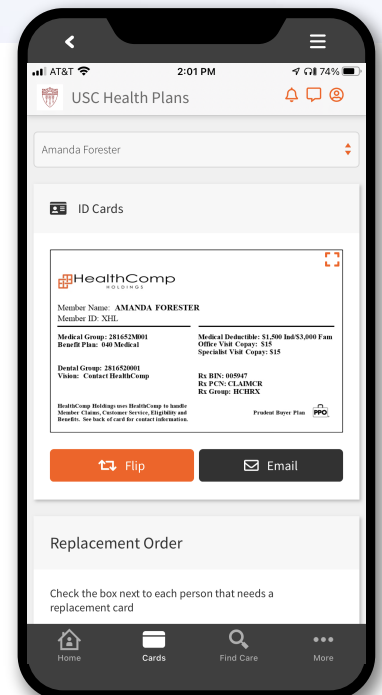 AT&T 2:01 PM 74%
USC Health Plans
Amanda Forester
ID Cards
HealthComp
HOLDINGS
Member Name: AMANDA FORESTER
Member ID: XHL
Medical Group: 281652M001
Benefit Plan: 040 Medical
Medical Deductible: $1,500 Ind/$3,000 Fam
Office Visit Copay: $15
Specialist Visit Copay: $15
Dental Group: 2816520001
Vision: Contact HealthComp
Rx BIN: 005947
Rx PCN: CLAIMCR
Rx Group: HCHRX
HealthComp Holdings uses HealthComp to handle
Member Claims, Customer Service, Eligibility and
Benefits. See back of card for contact information.
Prudent Buyer Plan PPO
Flip
Email
Replacement Order
Check the box next to each person that needs a
replacement card
Home Cards Find Care More